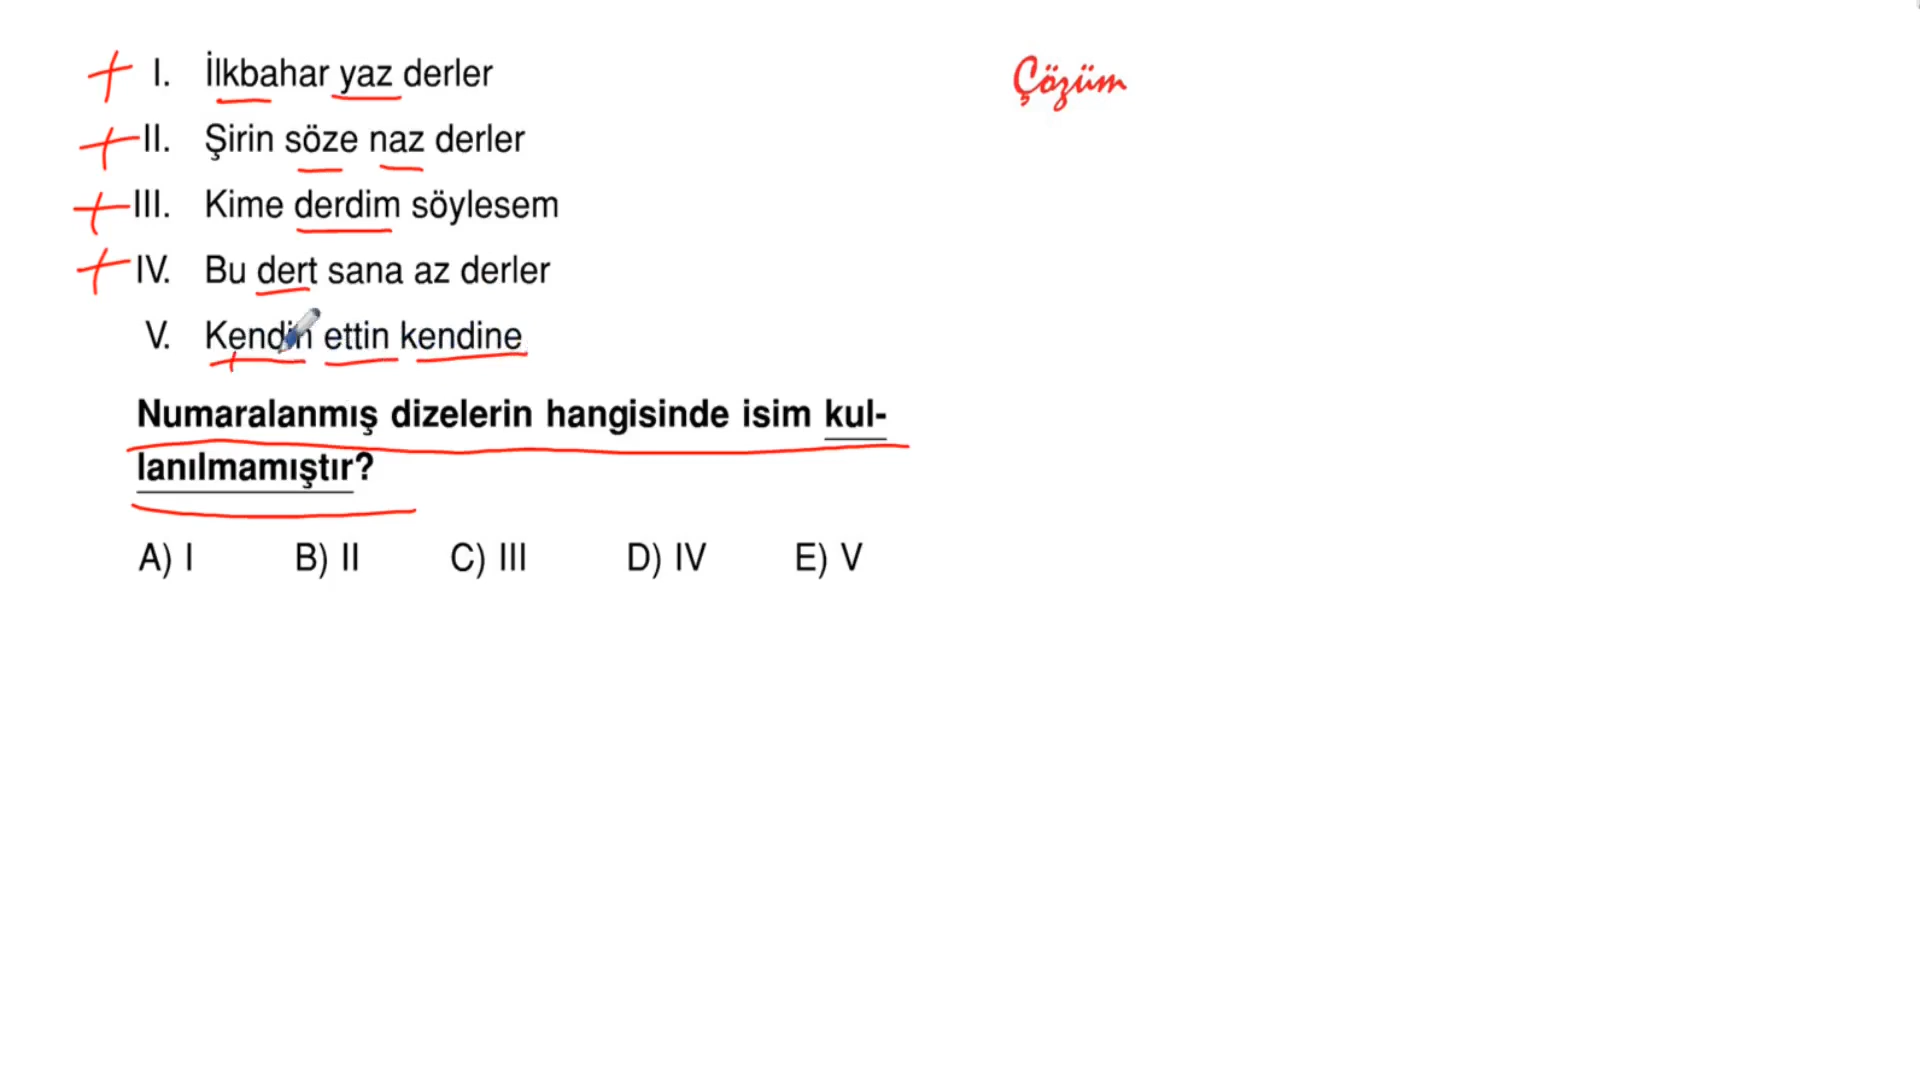 I. İlkbahar yaz derler
Çözüm
II. Şirin söze naz derler
III. Kime derdim söylesem
IV. Bu dert sana az derler
V. Kendin ettin kendine
Numaralanmış dizelerin hangisinde isim kul-
lanılmamıştır?
A) I B) II C) III D) IV E) V